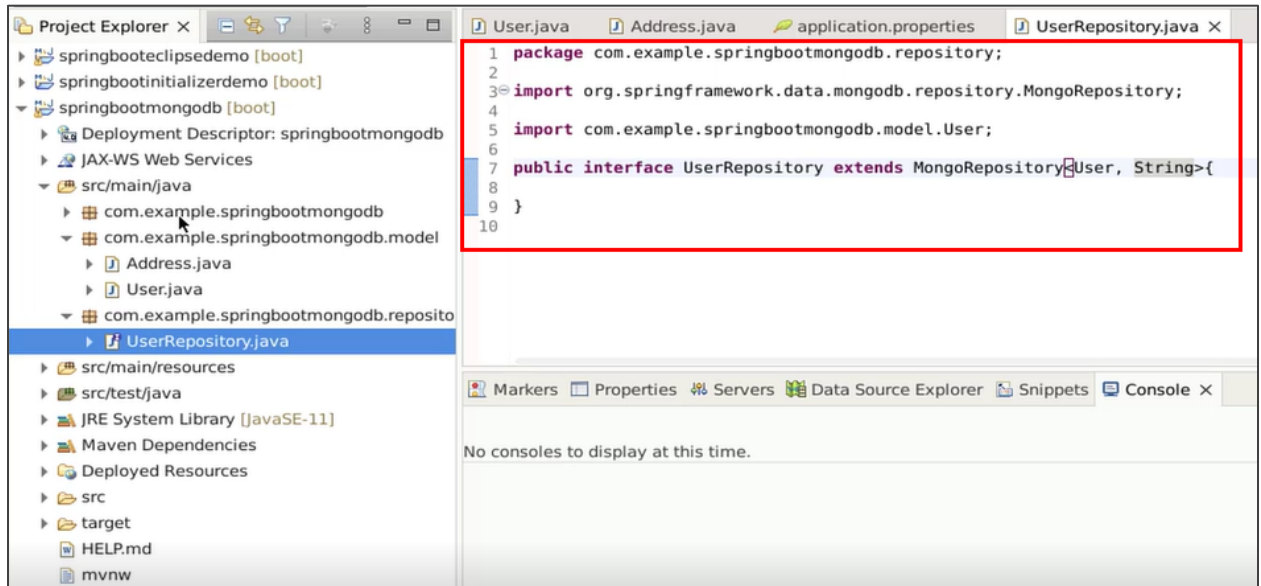 Project Explorer
springbooteclipsedemo [boot]
springbootinitializerdemo [boot]
springbootmongodb [boot]
Deployment Descriptor: springbootmongodb
JAX-WS Web Services
src/main/java
com.example.springbootmongodb
com.example.springbootmongodb.model
Address.java
User.java
com.example.springbootmongodb.reposito
UserRepository.java
src/main/resources
src/test/java
JRE System Library [JavaSE-11]
Maven Dependencies
Deployed Resources
src
target
HELP.md
mvnw
User.java Address.java application.properties UserRepository.java
1 package com.example.springbootmongodb.repository;
2
3 import org.springframework.data.mongodb.repository.MongoRepository;
4
5 import com.example.springbootmongodb.model.User;
6
7 public interface UserRepository extends MongoRepository<User, String>{
8
9 }
10
Markers Properties Servers Data Source Explorer Snippets Console
No consoles to display at this time.